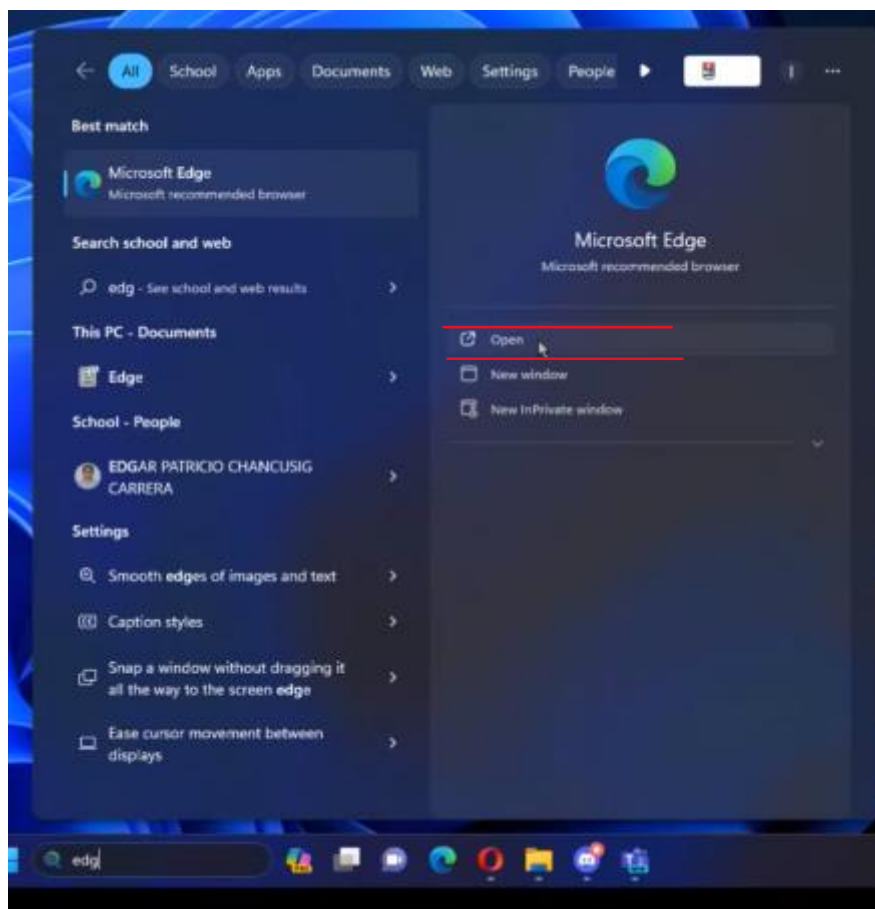 All School Apps Documents Web Settings People
Best match
Microsoft Edge
Microsoft recommended browser
Search school and web
edg - See school and web results
This PC - Documents
Edge
School - People
EDGAR PATRICIO CHANCUSIG
CARRERA
Settings
Smooth edges of images and text
Caption styles
Snap a window without dragging it
all the way to the screen edge
Ease cursor movement between
displays
Microsoft Edge
Microsoft recommended browser
Open
New window
New InPrivate window
edg